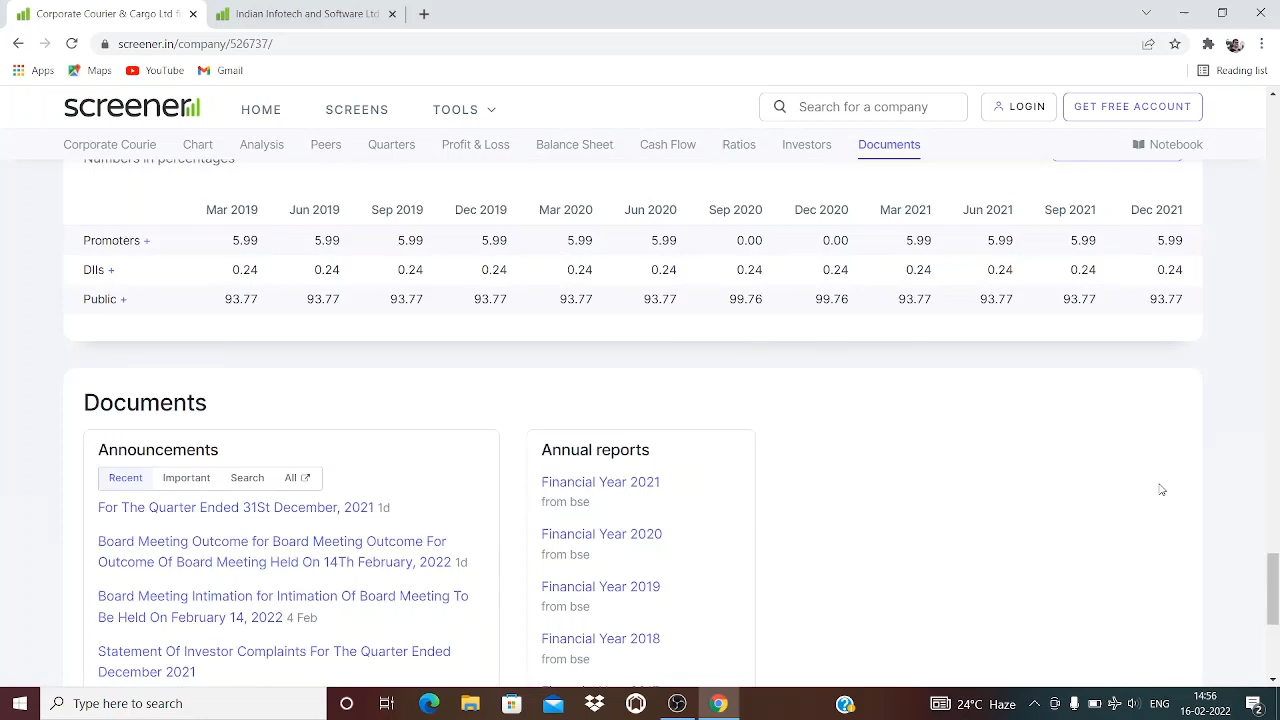 Corporate Courier & Cargo Ltd f
Indian Infotech and Software Ltd
screener.in/company/526737/
Apps Maps YouTube Gmail Reading list
screener HOME SCREENS TOOLS Search for a company LOGIN GET FREE ACCOUNT
Corporate Courie Chart Analysis Peers Quarters Profit & Loss Balance Sheet Cash Flow Ratios Investors Documents Notebook
Numbers in percentages
Mar 2019 Jun 2019 Sep 2019 Dec 2019 Mar 2020 Jun 2020 Sep 2020 Dec 2020 Mar 2021 Jun 2021 Sep 2021 Dec 2021
Promoters + 5.99 5.99 5.99 5.99 5.99 5.99 0.00 0.00 5.99 5.99 5.99 5.99
DIIs + 0.24 0.24 0.24 0.24 0.24 0.24 0.24 0.24 0.24 0.24 0.24 0.24
Public + 93.77 93.77 93.77 93.77 93.77 93.77 99.76 99.76 93.77 93.77 93.77 93.77
Documents
Announcements
Recent Important Search All
For The Quarter Ended 31St December, 2021 1d
Board Meeting Outcome for Board Meeting Outcome For
Outcome Of Board Meeting Held On 14Th February, 2022 1d
Board Meeting Intimation for Intimation Of Board Meeting To
Be Held On February 14, 2022 4 Feb
Statement Of Investor Complaints For The Quarter Ended
December 2021
Annual reports
Financial Year 2021
from bse
Financial Year 2020
from bse
Financial Year 2019
from bse
Financial Year 2018
from bse
Type here to search
24°C Haze ENG 14:56
16-02-2022